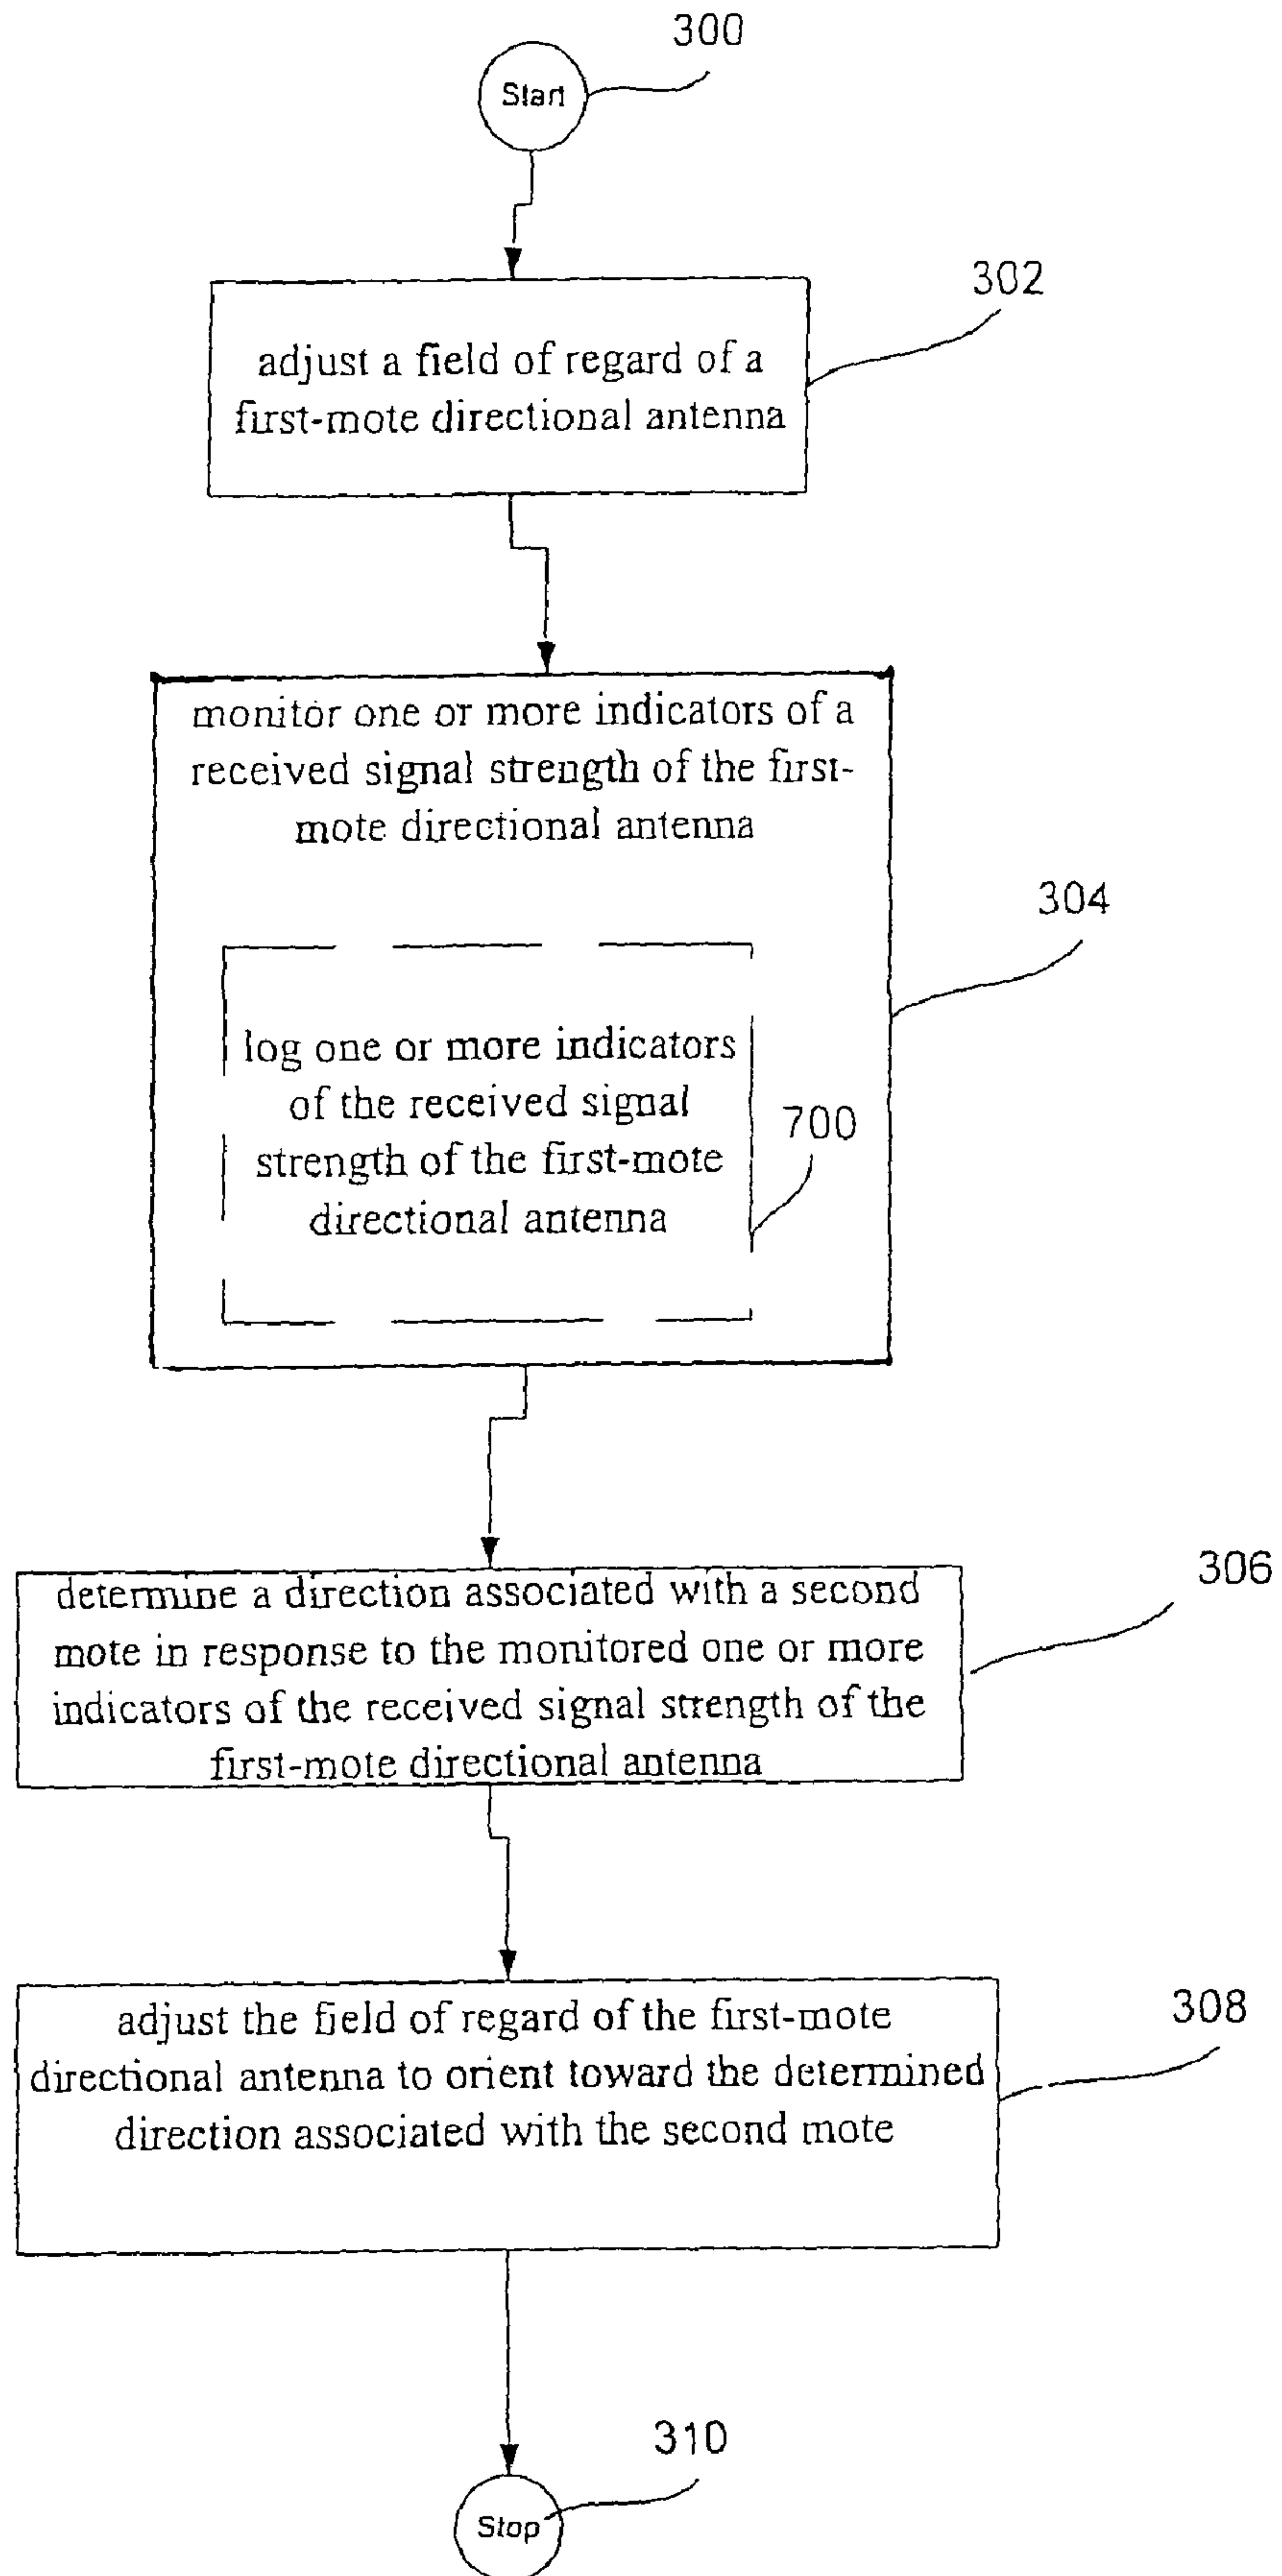 300
Start
302
adjust a field of regard of a
first-mote directional antenna
monitor one or more indicators of a
received signal strength of the first-
mote directional antenna
304
log one or more indicators
of the received signal
strength of the first-mote
directional antenna
700
306
determine a direction associated with a second
mote in response to the monitored one or more
indicators of the received signal strength of the
first-mote directional antenna
308
adjust the field of regard of the first-mote
directional antenna to orient toward the determined
direction associated with the second mote
310
Stop